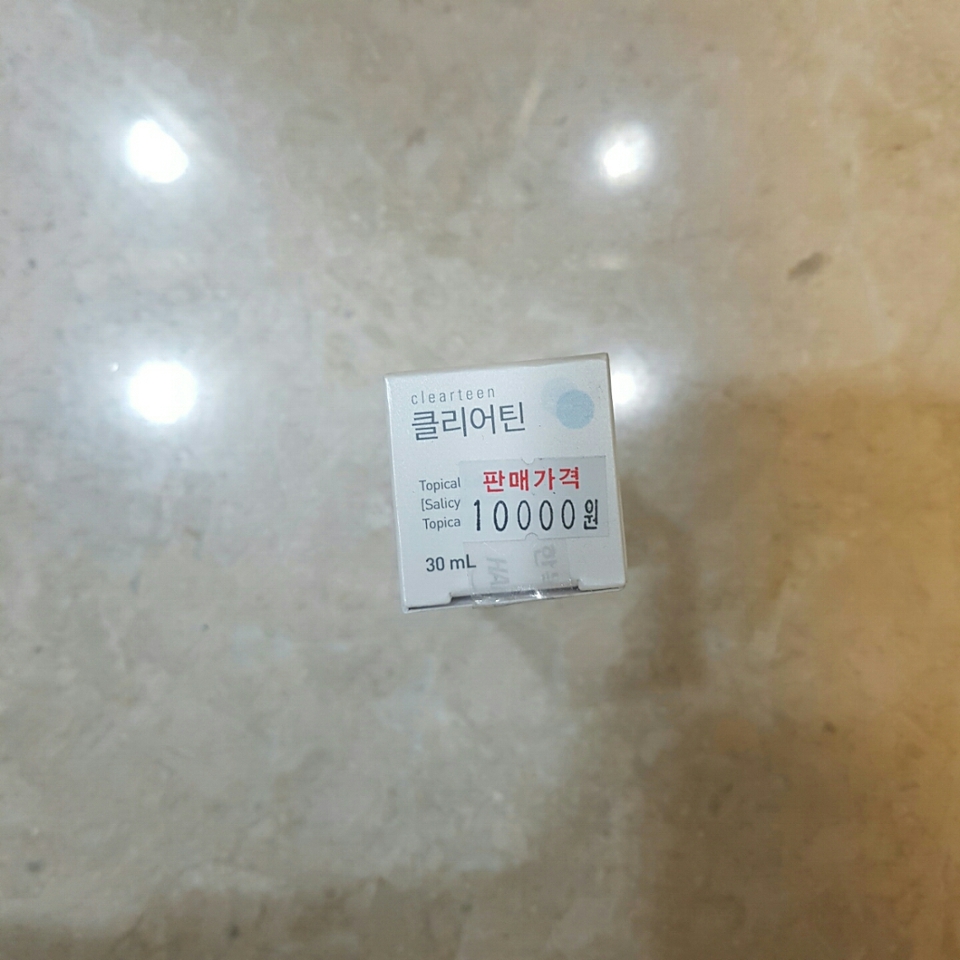 clearteen
클리어틴
Topical
[Salicy
Topica
판매가격
10000원
30 mL